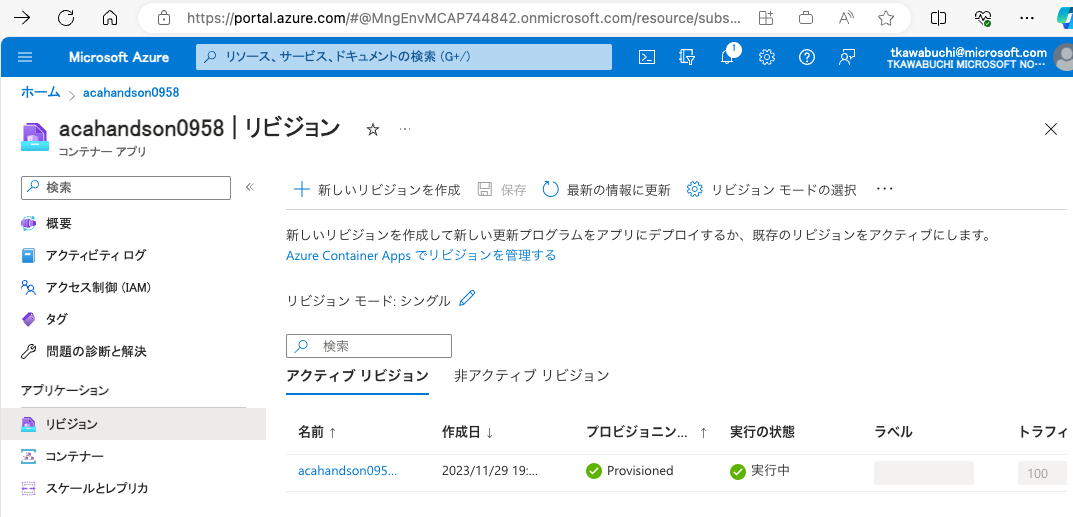 https://portal.azure.com/#@MngEnvMCAP744842.onmicrosoft.com/resource/subs...
Microsoft Azure
リソース、サービス、ドキュメントの検索 (G+/)
1
tkawabuchi@microsoft.com
TKAWABUCHI MICROSOFT NO...
ホーム > acahandson0958
acahandson0958 | リビジョン
コンテナー アプリ
検索
概要
アクティビティ ログ
アクセス制御 (IAM)
タグ
問題の診断と解決
アプリケーション
リビジョン
コンテナー
スケールとレプリカ
新しいリビジョンを作成 保存 最新の情報に更新 リビジョン モードの選択
新しいリビジョンを作成して新しい更新プログラムをアプリにデプロイするか、既存のリビジョンをアクティブにします。
Azure Container Apps でリビジョンを管理する
リビジョン モード: シングル
検索
アクティブ リビジョン 非アクティブ リビジョン
名前 ↑ 作成日 ↓ プロビジョニン... ↑ 実行の状態 ラベル トラフィ
acahandson095... 2023/11/29 19:... Provisioned 実行中 100